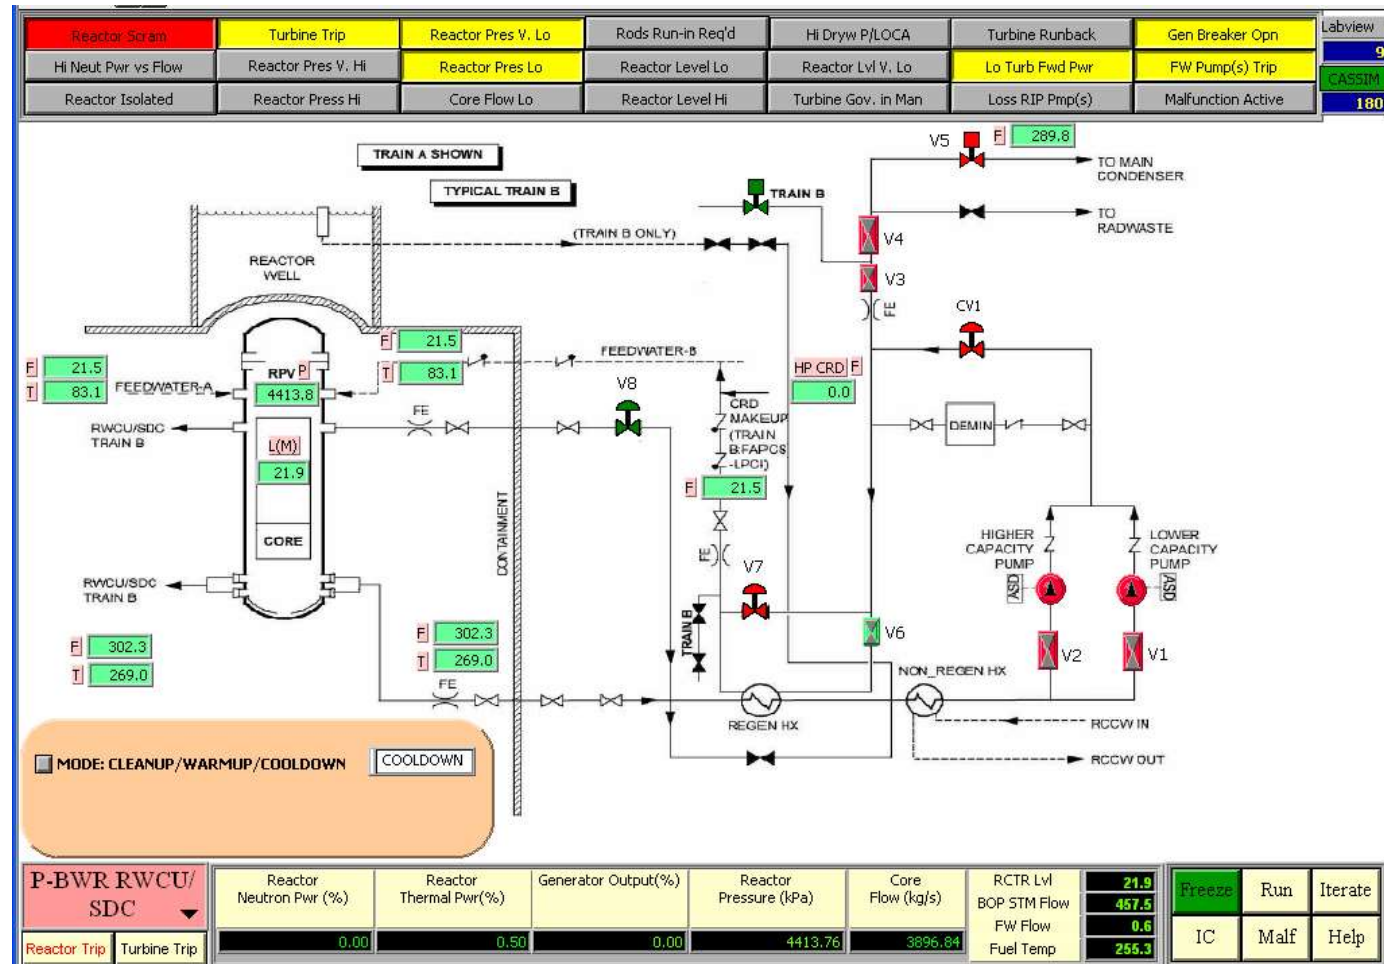 Reactor Scram
Turbine Trip
Reactor Pres V. Lo
Rods Run-in Req'd
Hi Dryw P/LOCA
Turbine Runback
Gen Breaker Opn
Labview
Hi Neut Pwr vs Flow
Reactor Pres V. Hi
Reactor Pres Lo
Reactor Level Lo
Reactor Lvl V. Lo
Lo Turb Fwd Pwr
FW Pump(s) Trip
9
CASSIM
Reactor Isolated
Reactor Press Hi
Core Flow Lo
Reactor Level Hi
Turbine Gov. in Man
Loss RIP Pmp(s)
Malfunction Active
180
TRAIN A SHOWN
TYPICAL TRAIN B
V5
F 289.8
TO MAIN
CONDENSER
TRAIN B
TO
RADWASTE
(TRAIN B ONLY)
V4
V3
FE
REACTOR
WELL
CV1
F 21.5
T 83.1
FEEDWATER-A
RPV P
4413.8
F 21.5
T 83.1
FEEDWATER-B
HP CRD F
0.0
V8
FE
CRD
MAKEUP
(TRAIN
B:FAPCS
-LPCI)
RWCU/SDC
TRAIN B
L(M)
21.9
CORE
DEMIN
F 21.5
CONTAINMENT
FE
HIGHER
CAPACITY
PUMP
LOWER
CAPACITY
PUMP
ASD
ASD
V7
V6
V2
V1
TRAIN B
RWCU/SDC
TRAIN B
F 302.3
T 269.0
F 302.3
T 269.0
FE
REGEN HX
NON_REGEN HX
RCCW IN
RCCW OUT
MODE: CLEANUP/WARMUP/COOLDOWN
COOLDOWN
P-BWR RWCU/
SDC
Reactor Trip
Turbine Trip
Reactor
Neutron Pwr (%)
0.00
Reactor
Thermal Pwr(%)
0.50
Generator Output(%)
0.00
Reactor
Pressure (kPa)
4413.76
Core
Flow (kg/s)
3896.84
RCTR Lvl 21.9
BOP STM Flow 457.5
FW Flow 0.6
Fuel Temp 255.3
Freeze
Run
Iterate
IC
Malf
Help